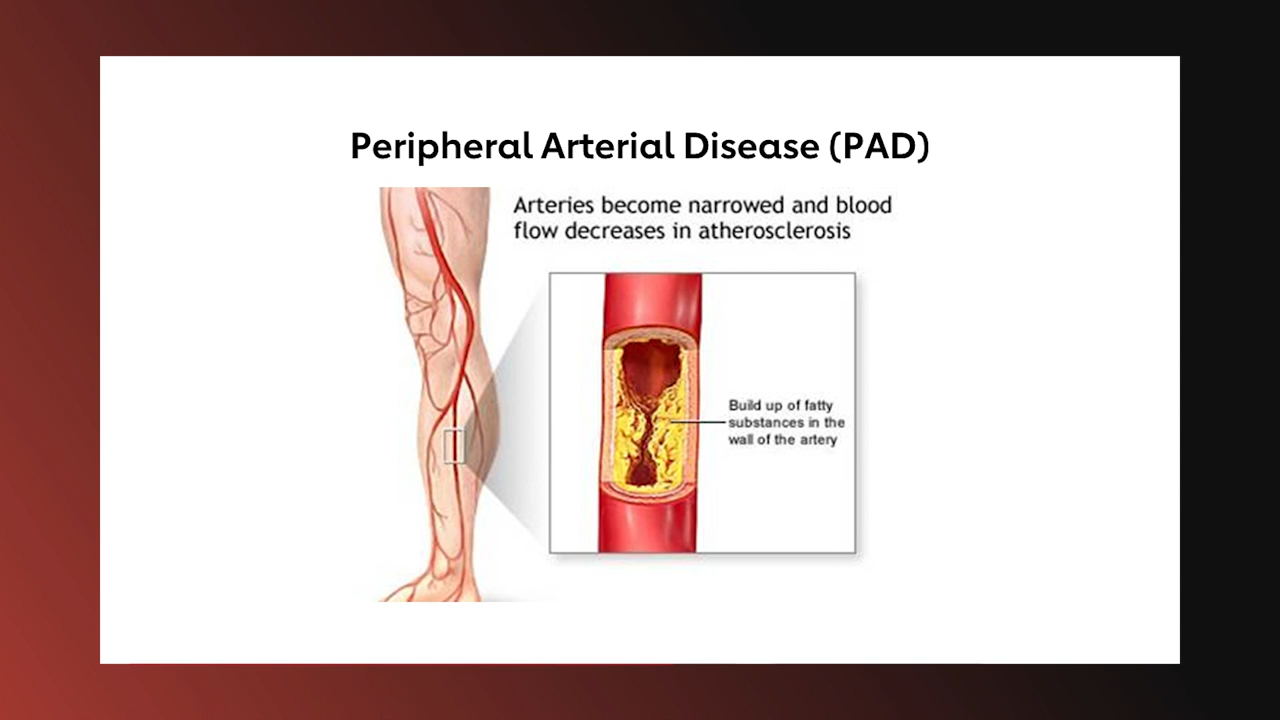 Peripheral Arterial Disease (PAD)
Arteries become narrowed and blood
flow decreases in atherosclerosis
Build up of fatty
substances in the
wall of the artery